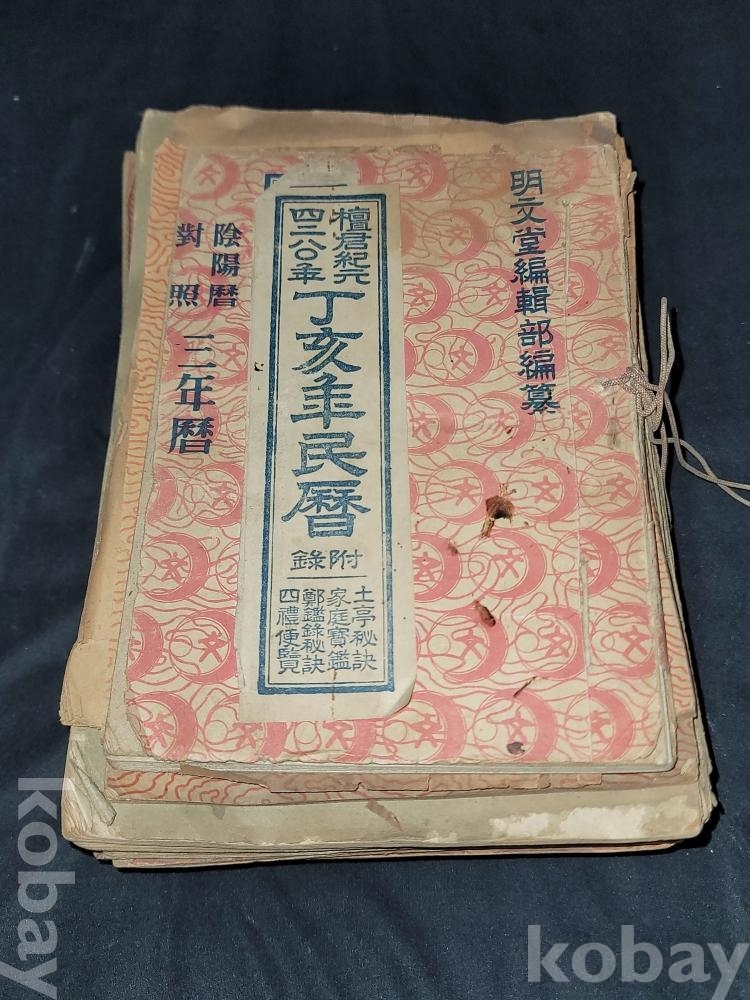 明文堂編輯部編纂
檀君紀元
四二八〇年
丁亥年民曆
附錄
土亭秘訣
家庭寶鑑
鄭鑑錄秘訣
四禮便覽
陰陽曆
對照
三年曆
kobay
kobay